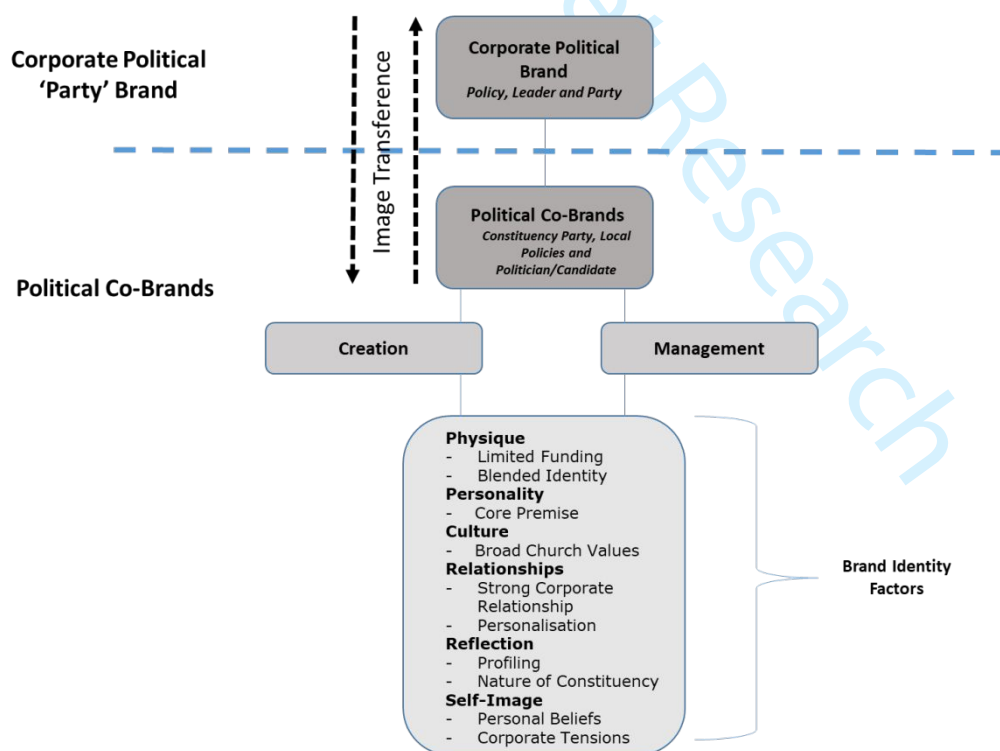 Corporate Political
‘Party’ Brand
Image Transference
Corporate Political
Brand
Policy, Leader and Party
Political Co-Brands
Constituency Party, Local
Policies and
Politician/Candidate
Political Co-Brands
Creation
Management
Physique
- Limited Funding
- Blended Identity
Personality
- Core Premise
Culture
- Broad Church Values
Relationships
- Strong Corporate
Relationship
- Personalisation
Reflection
- Profiling
- Nature of Constituency
Self-Image
- Personal Beliefs
- Corporate Tensions
Brand Identity
Factors
Research